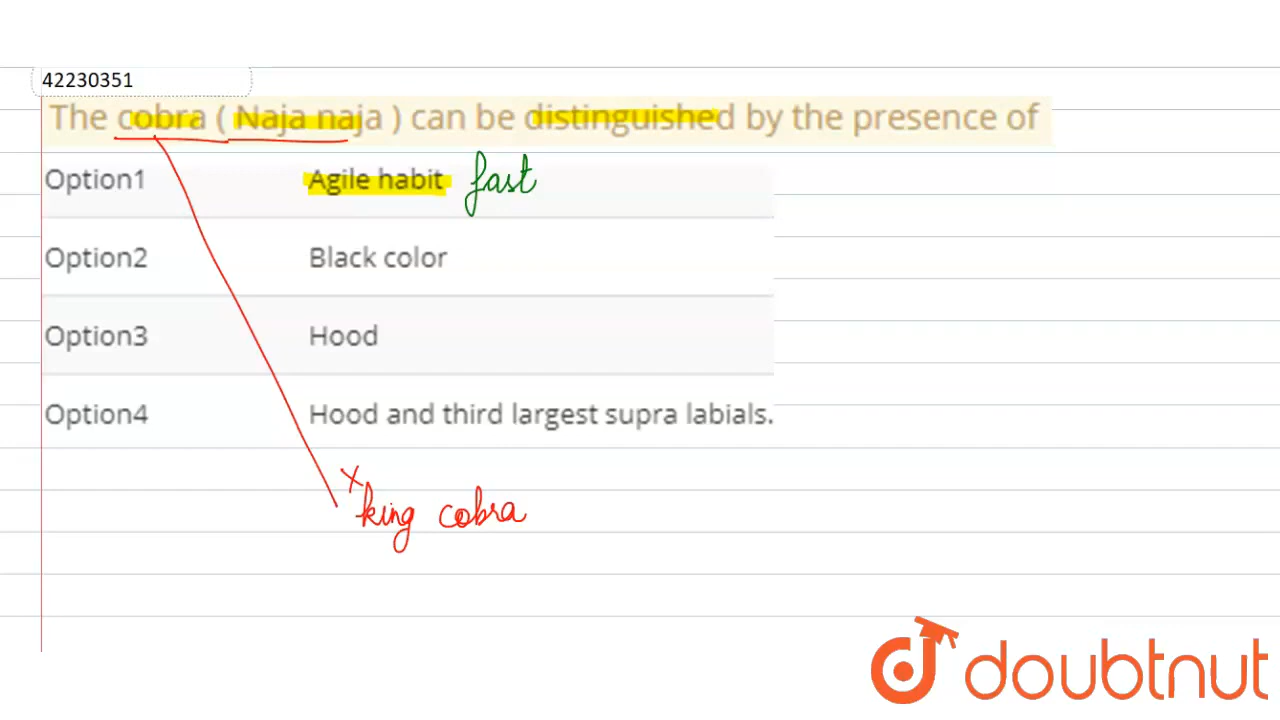 42230351
The cobra ( Naja naja ) can be distinguished by the presence of
Option1 Agile habit fast
Option2 Black color
Option3 Hood
Option4 Hood and third largest supra labials.
x king cobra
doubtnut